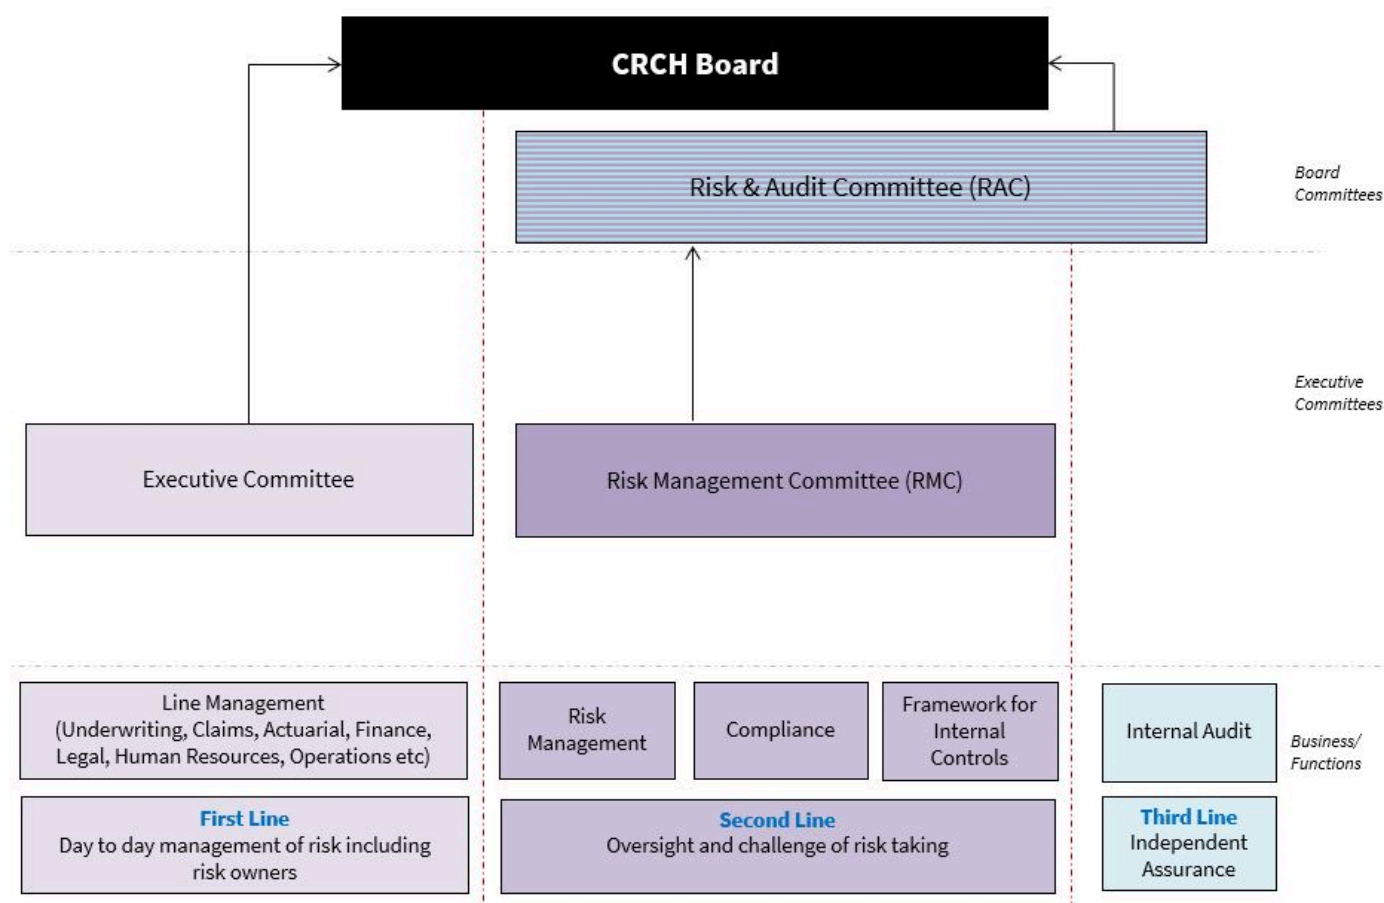 CRCH Board
Risk & Audit Committee (RAC)
Board
Committees
Executive
Committees
Executive Committee
Risk Management Committee (RMC)
Line Management
(Underwriting, Claims, Actuarial, Finance,
Legal, Human Resources, Operations etc)
Risk
Management
Compliance
Framework for
Internal
Controls
Internal Audit
Business/
Functions
First Line
Day to day management of risk including
risk owners
Second Line
Oversight and challenge of risk taking
Third Line
Independent
Assurance